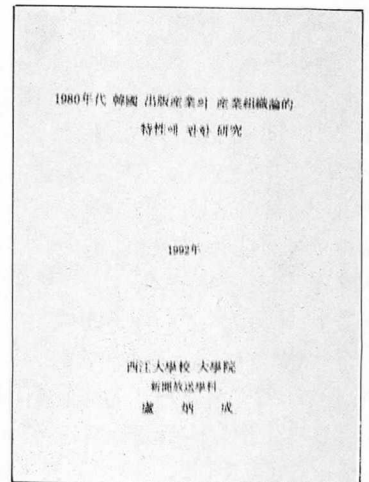 1980年代 韓國 出版産業의 産業組織論的
特性에 관한 研究
1992年
西江大學校 大學院
新聞放送學科
盧 炳 成